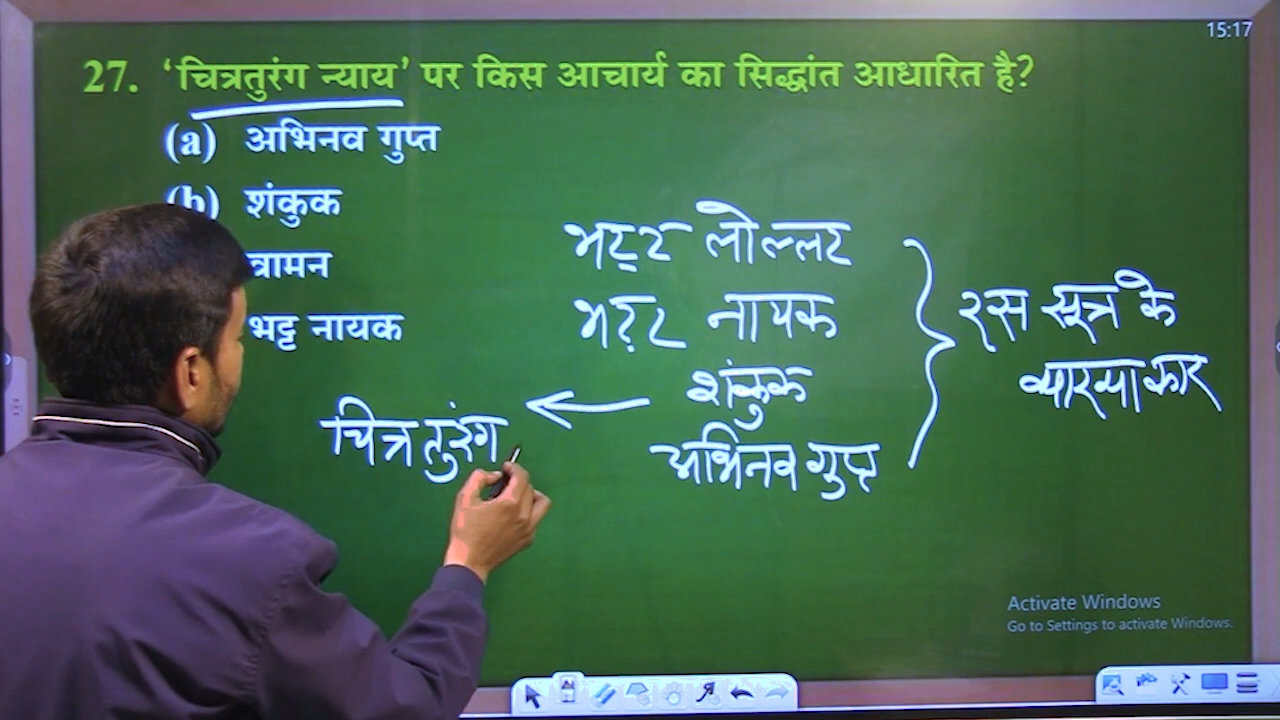 15:17
27. ‘चित्रतुरंग न्याय’ पर किस आचार्य का सिद्धांत आधारित है?
(a) अभिनव गुप्त
(b) शंकुक
वामन
भट्ट नायक
भट्ट लोल्लट
भट्ट नायक
शंकुक
अभिनव गुप्त
रस सूत्र के
व्याख्याकार
चित्र तुरंग
Activate Windows
Go to Settings to activate Windows.